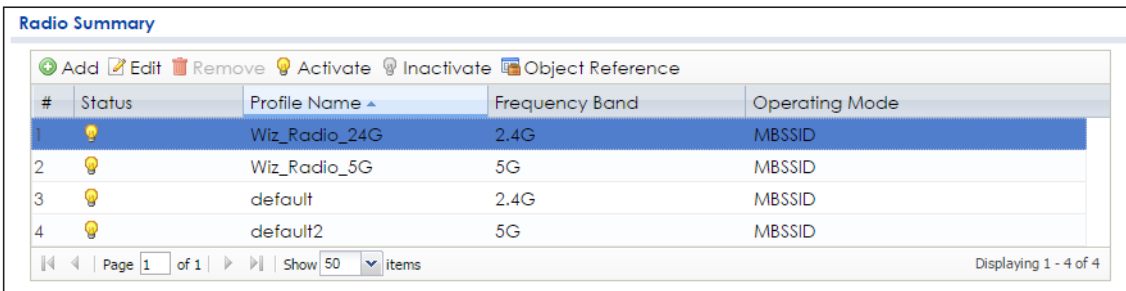 Radio Summary
Add Edit Remove Activate Inactivate Object Reference
# Status Profile Name Frequency Band Operating Mode
1 Wiz_Radio_24G 2.4G MBSSID
2 Wiz_Radio_5G 5G MBSSID
3 default 2.4G MBSSID
4 default2 5G MBSSID
Page 1 of 1 Show 50 items Displaying 1 - 4 of 4